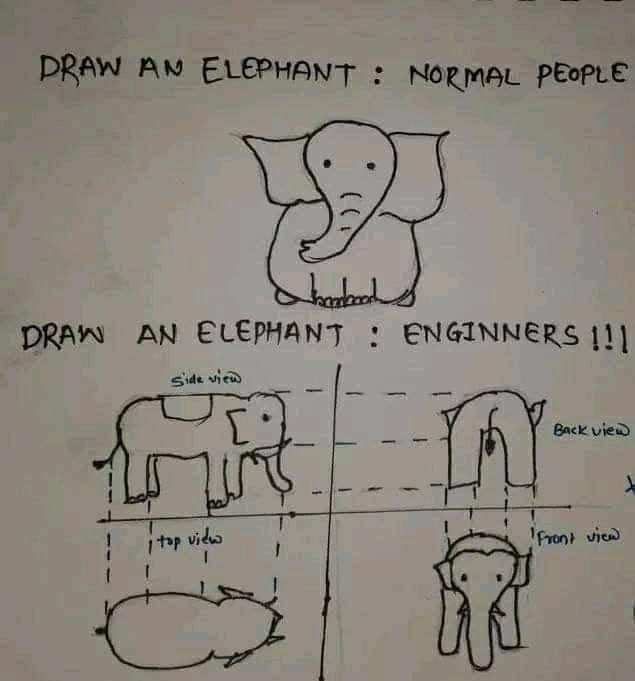 DRAW AN ELEPHANT : NORMAL PEOPLE
DRAW AN ELEPHANT : ENGINNERS !!!
Side view
Back view
top view
Front view